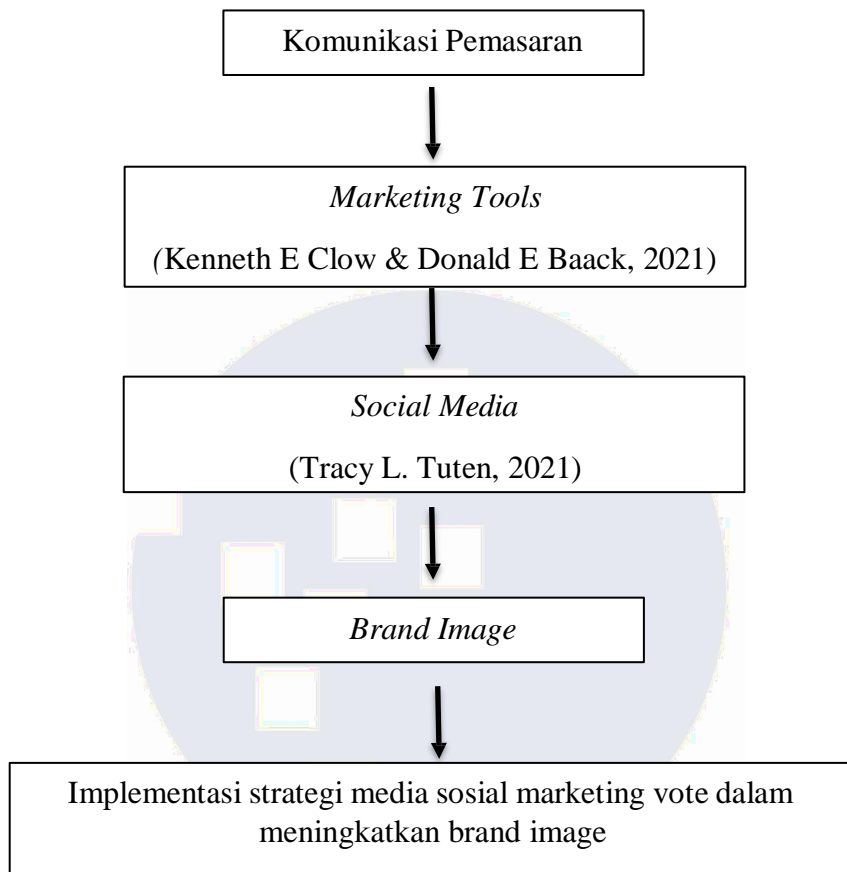 Komunikasi Pemasaran
Marketing Tools
(Kenneth E Clow & Donald E Baack, 2021)
Social Media
(Tracy L. Tuten, 2021)
Brand Image
Implementasi strategi media sosial marketing vote dalam
meningkatkan brand image